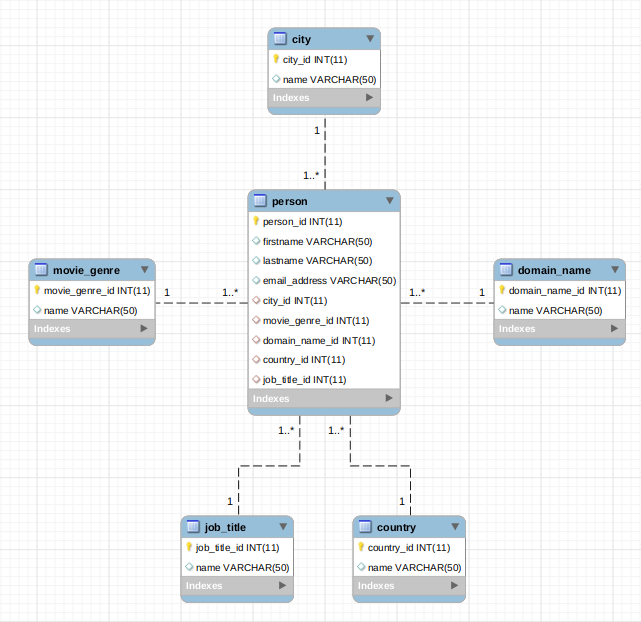 city
city_id INT(11)
name VARCHAR(50)
Indexes
1
1..*
person
person_id INT(11)
firstname VARCHAR(50)
lastname VARCHAR(50)
email_address VARCHAR(50)
city_id INT(11)
movie_genre_id INT(11)
domain_name_id INT(11)
country_id INT(11)
job_title_id INT(11)
Indexes
movie_genre
movie_genre_id INT(11)
name VARCHAR(50)
Indexes
1
1..*
1..*
1
domain_name
domain_name_id INT(11)
name VARCHAR(50)
Indexes
1..*
1..*
1
1
job_title
job_title_id INT(11)
name VARCHAR(50)
Indexes
country
country_id INT(11)
name VARCHAR(50)
Indexes